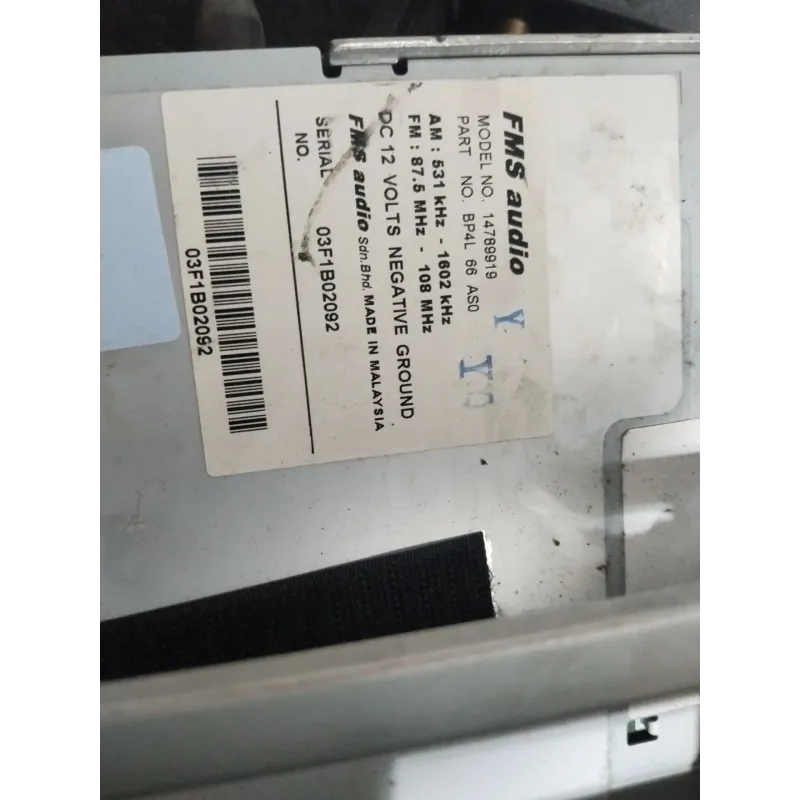 FMS audio
MODEL NO. 14789919
PART NO. BP4L 66 AS0
AM : 531 kHz - 1602 kHz
FM : 87.5 MHz - 108 MHz
DC 12 VOLTS NEGATIVE GROUND
FMS audio Sdn.Bhd. MADE IN MALAYSIA
SERIAL NO. 03F1B02092
03F1B02092
Y